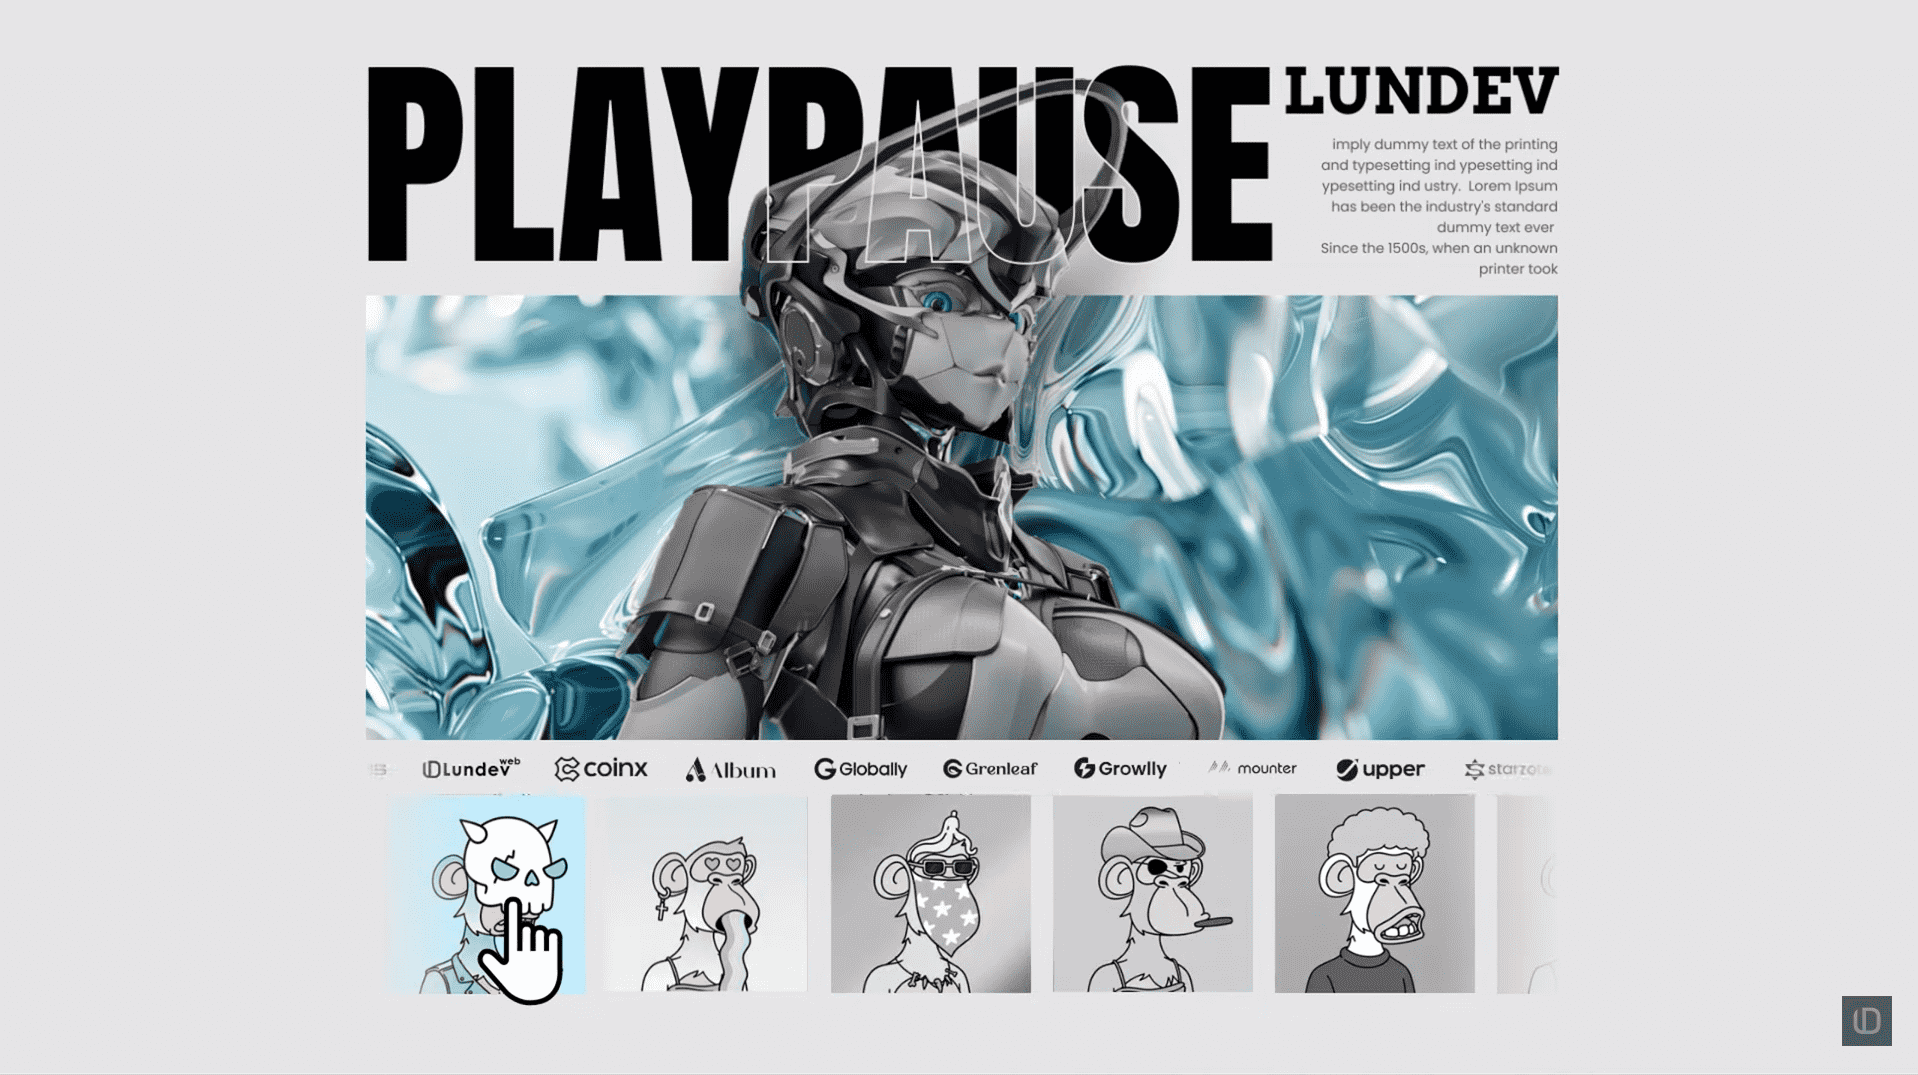 PLAYPAUSE
LUNDEV
imply dummy text of the printing
and typesetting ind ypesetting ind
ypesetting ind ustry. Lorem Ipsum
has been the industry's standard
dummy text ever
Since the 1500s, when an unknown
printer took
Lundev web
coinx
Album
Globally
Grenleaf
Growlly
mounter
upper